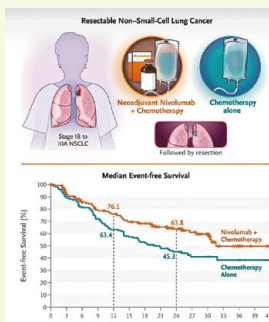 Resectable Non–Small-Cell Lung Cancer
Neoadjuvant Nivolumab
+ Chemotherapy
Chemotherapy
alone
Stage IB to
IIIA NSCLC
Followed by resection
Median Event-free Survival
Event-free Survival (%)
100
90
80
70
60
50
40
30
20
10
0
76.1
63.4
63.8
45.3
Nivolumab +
Chemotherapy
Chemotherapy
Alone
0 3 6 9 12 15 18 21 24 27 30 33 36 39 4